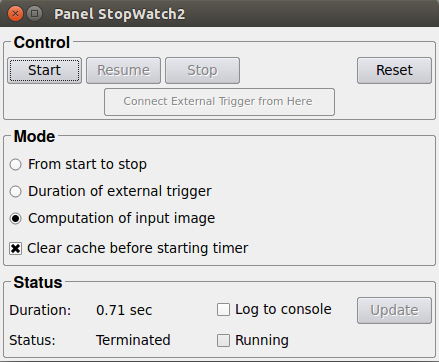 Panel StopWatch2
Control
Start Resume Stop Reset
Connect External Trigger from Here
Mode
From start to stop
Duration of external trigger
Computation of input image
Clear cache before starting timer
Status
Duration: 0.71 sec Log to console Update
Status: Terminated Running